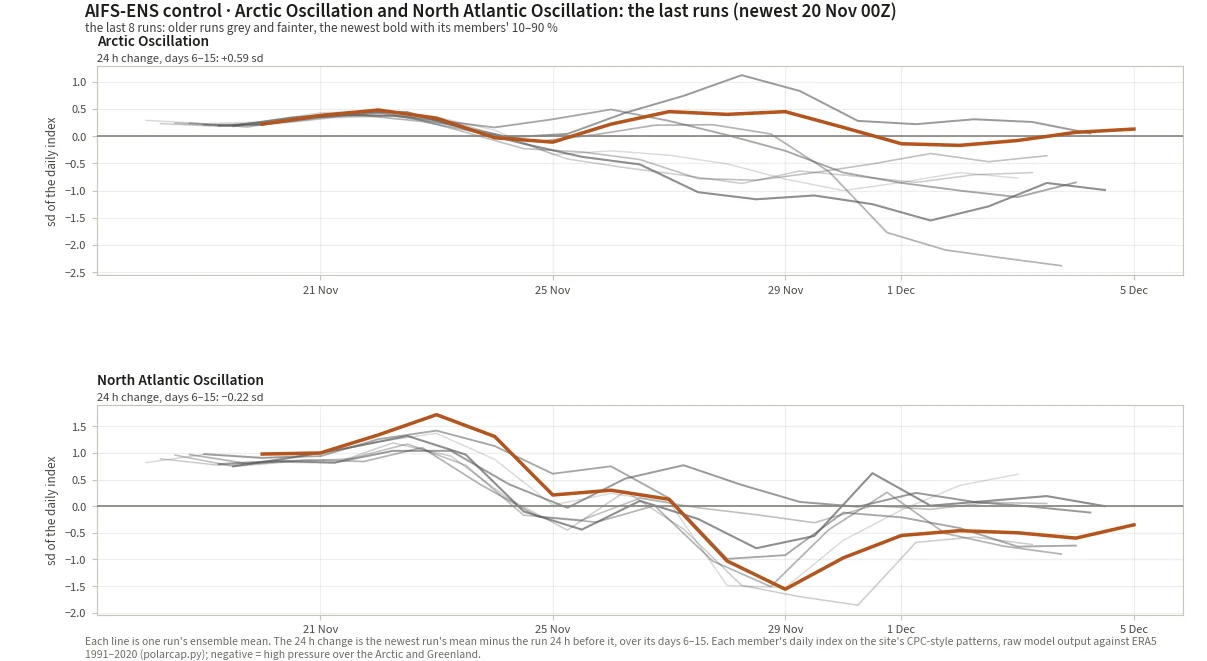 AIFS-ENS control · Arctic Oscillation and North Atlantic Oscillation: the last runs (newest 20 Nov 00Z)
the last 8 runs: older runs grey and fainter, the newest bold with its members' 10–90 %
Arctic Oscillation
24 h change, days 6–15: +0.59 sd
sd of the daily index
1.0
0.5
0.0
−0.5
−1.0
−1.5
−2.0
−2.5
21 Nov 25 Nov 29 Nov 1 Dec 5 Dec
North Atlantic Oscillation
24 h change, days 6–15: −0.22 sd
sd of the daily index
1.5
1.0
0.5
0.0
−0.5
−1.0
−1.5
−2.0
21 Nov 25 Nov 29 Nov 1 Dec 5 Dec
Each line is one run's ensemble mean. The 24 h change is the newest run's mean minus the run 24 h before it, over its days 6–15. Each member's daily index on the site's CPC-style patterns, raw model output against ERA5
1991–2020 (polarcap.py); negative = high pressure over the Arctic and Greenland.